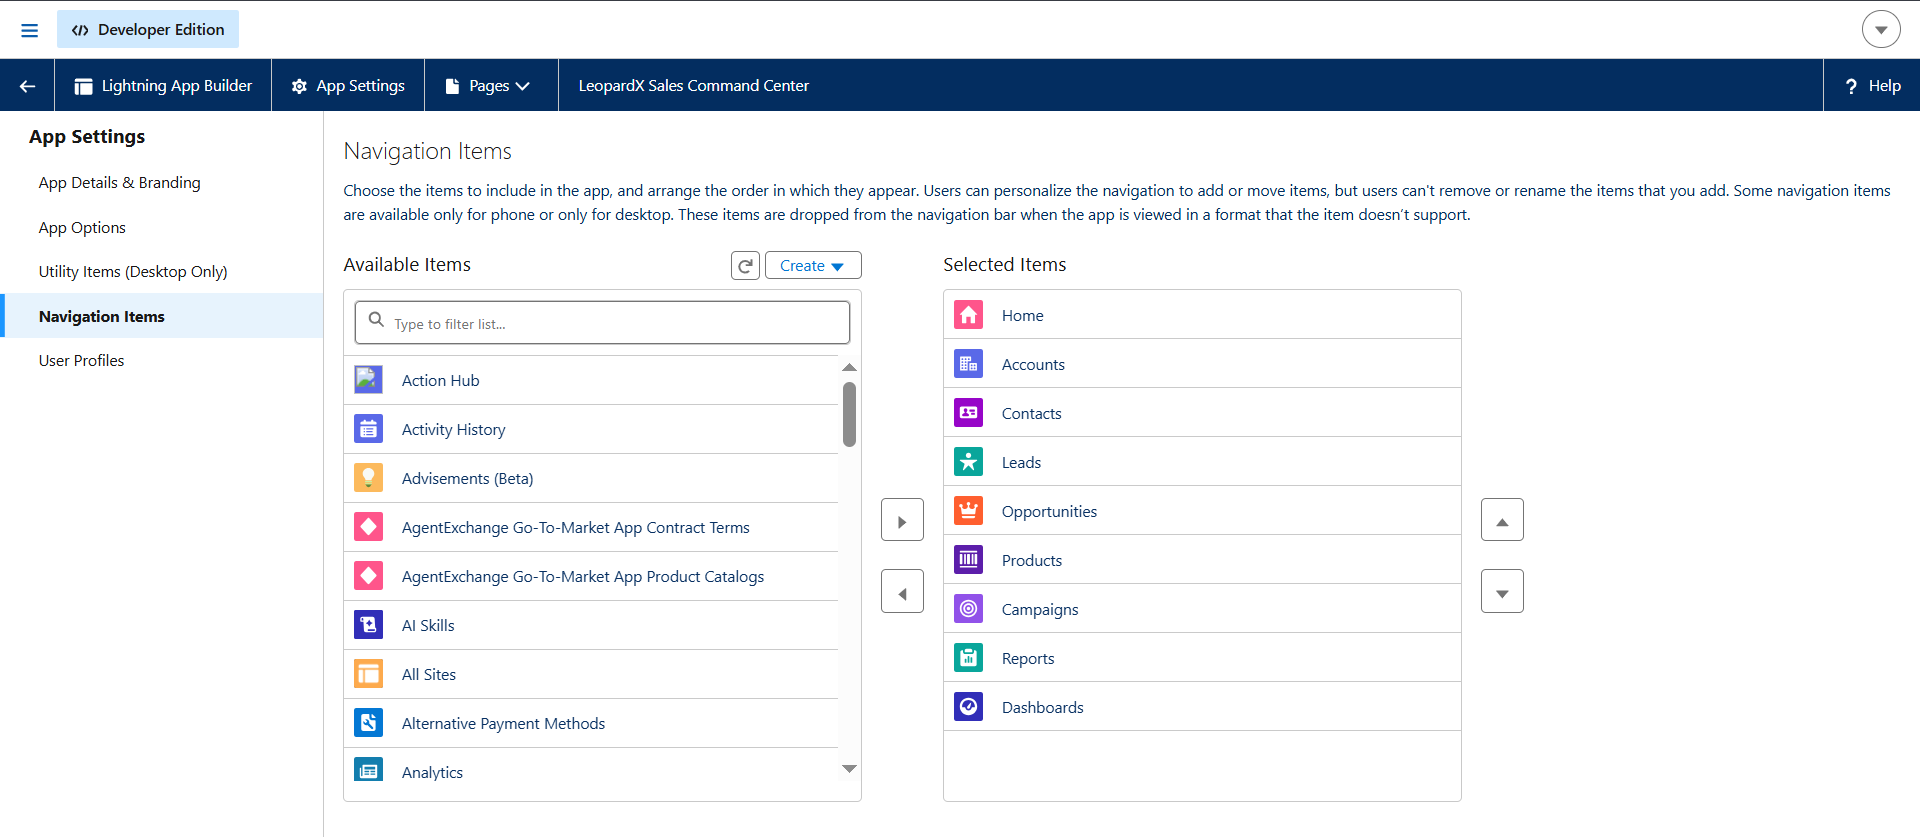 Developer Edition
Lightning App Builder
App Settings
Pages
LeopardX Sales Command Center
? Help
App Settings
App Details & Branding
App Options
Utility Items (Desktop Only)
Navigation Items
User Profiles
Navigation Items
Choose the items to include in the app, and arrange the order in which they appear. Users can personalize the navigation to add or move items, but users can't remove or rename the items that you add. Some navigation items
are available only for phone or only for desktop. These items are dropped from the navigation bar when the app is viewed in a format that the item doesn’t support.
Available Items
Create
Type to filter list...
Action Hub
Activity History
Advisements (Beta)
AgentExchange Go-To-Market App Contract Terms
AgentExchange Go-To-Market App Product Catalogs
AI Skills
All Sites
Alternative Payment Methods
Analytics
Selected Items
Home
Accounts
Contacts
Leads
Opportunities
Products
Campaigns
Reports
Dashboards